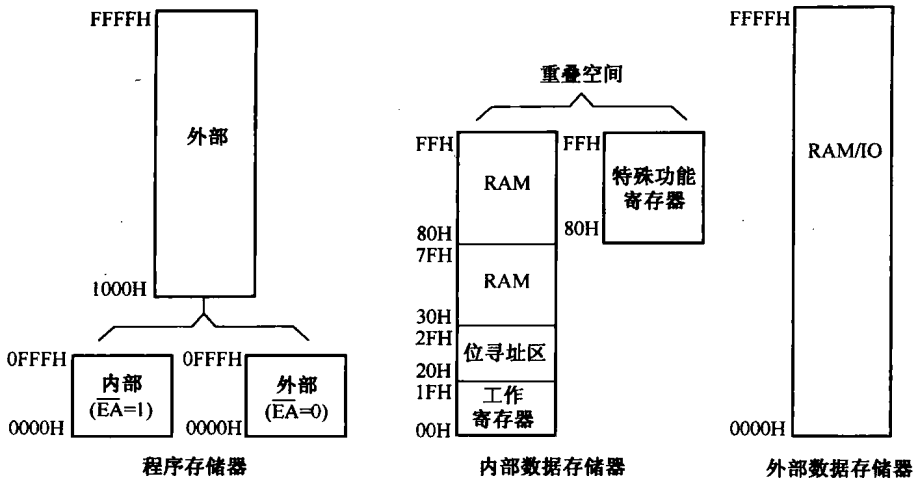 FFFFH
外部
1000H
0FFFH
内部
(E̅A̅=1)
0000H
0FFFH
外部
(E̅A̅=0)
0000H
程序存储器
重叠空间
FFH
RAM
80H
7FH
RAM
30H
2FH
位寻址区
20H
1FH
工作
寄存器
00H
FFH
特殊功能
寄存器
80H
内部数据存储器
FFFFH
RAM/IO
0000H
外部数据存储器